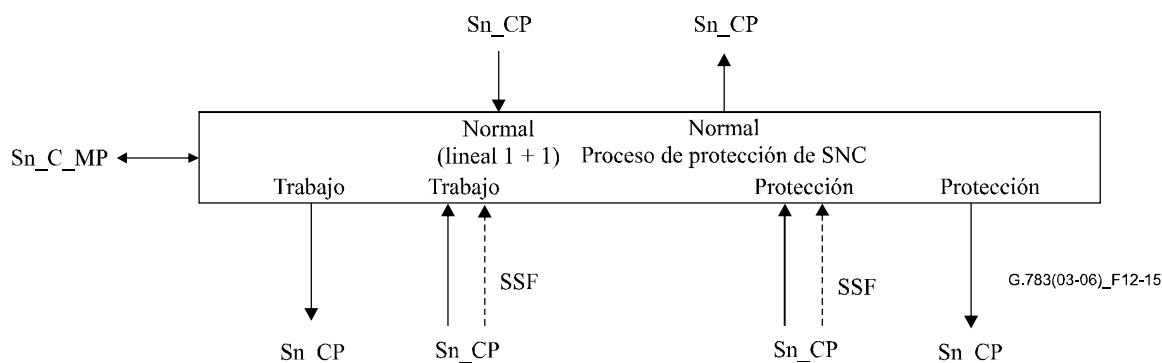 Sn_CP Sn_CP
Normal Normal
Sn_C_MP (lineal 1 + 1) Proceso de protección de SNC
Trabajo Trabajo Protección Protección
SSF SSF G.783(03-06)_F12-15
Sn_CP Sn_CP Sn_CP Sn_CP